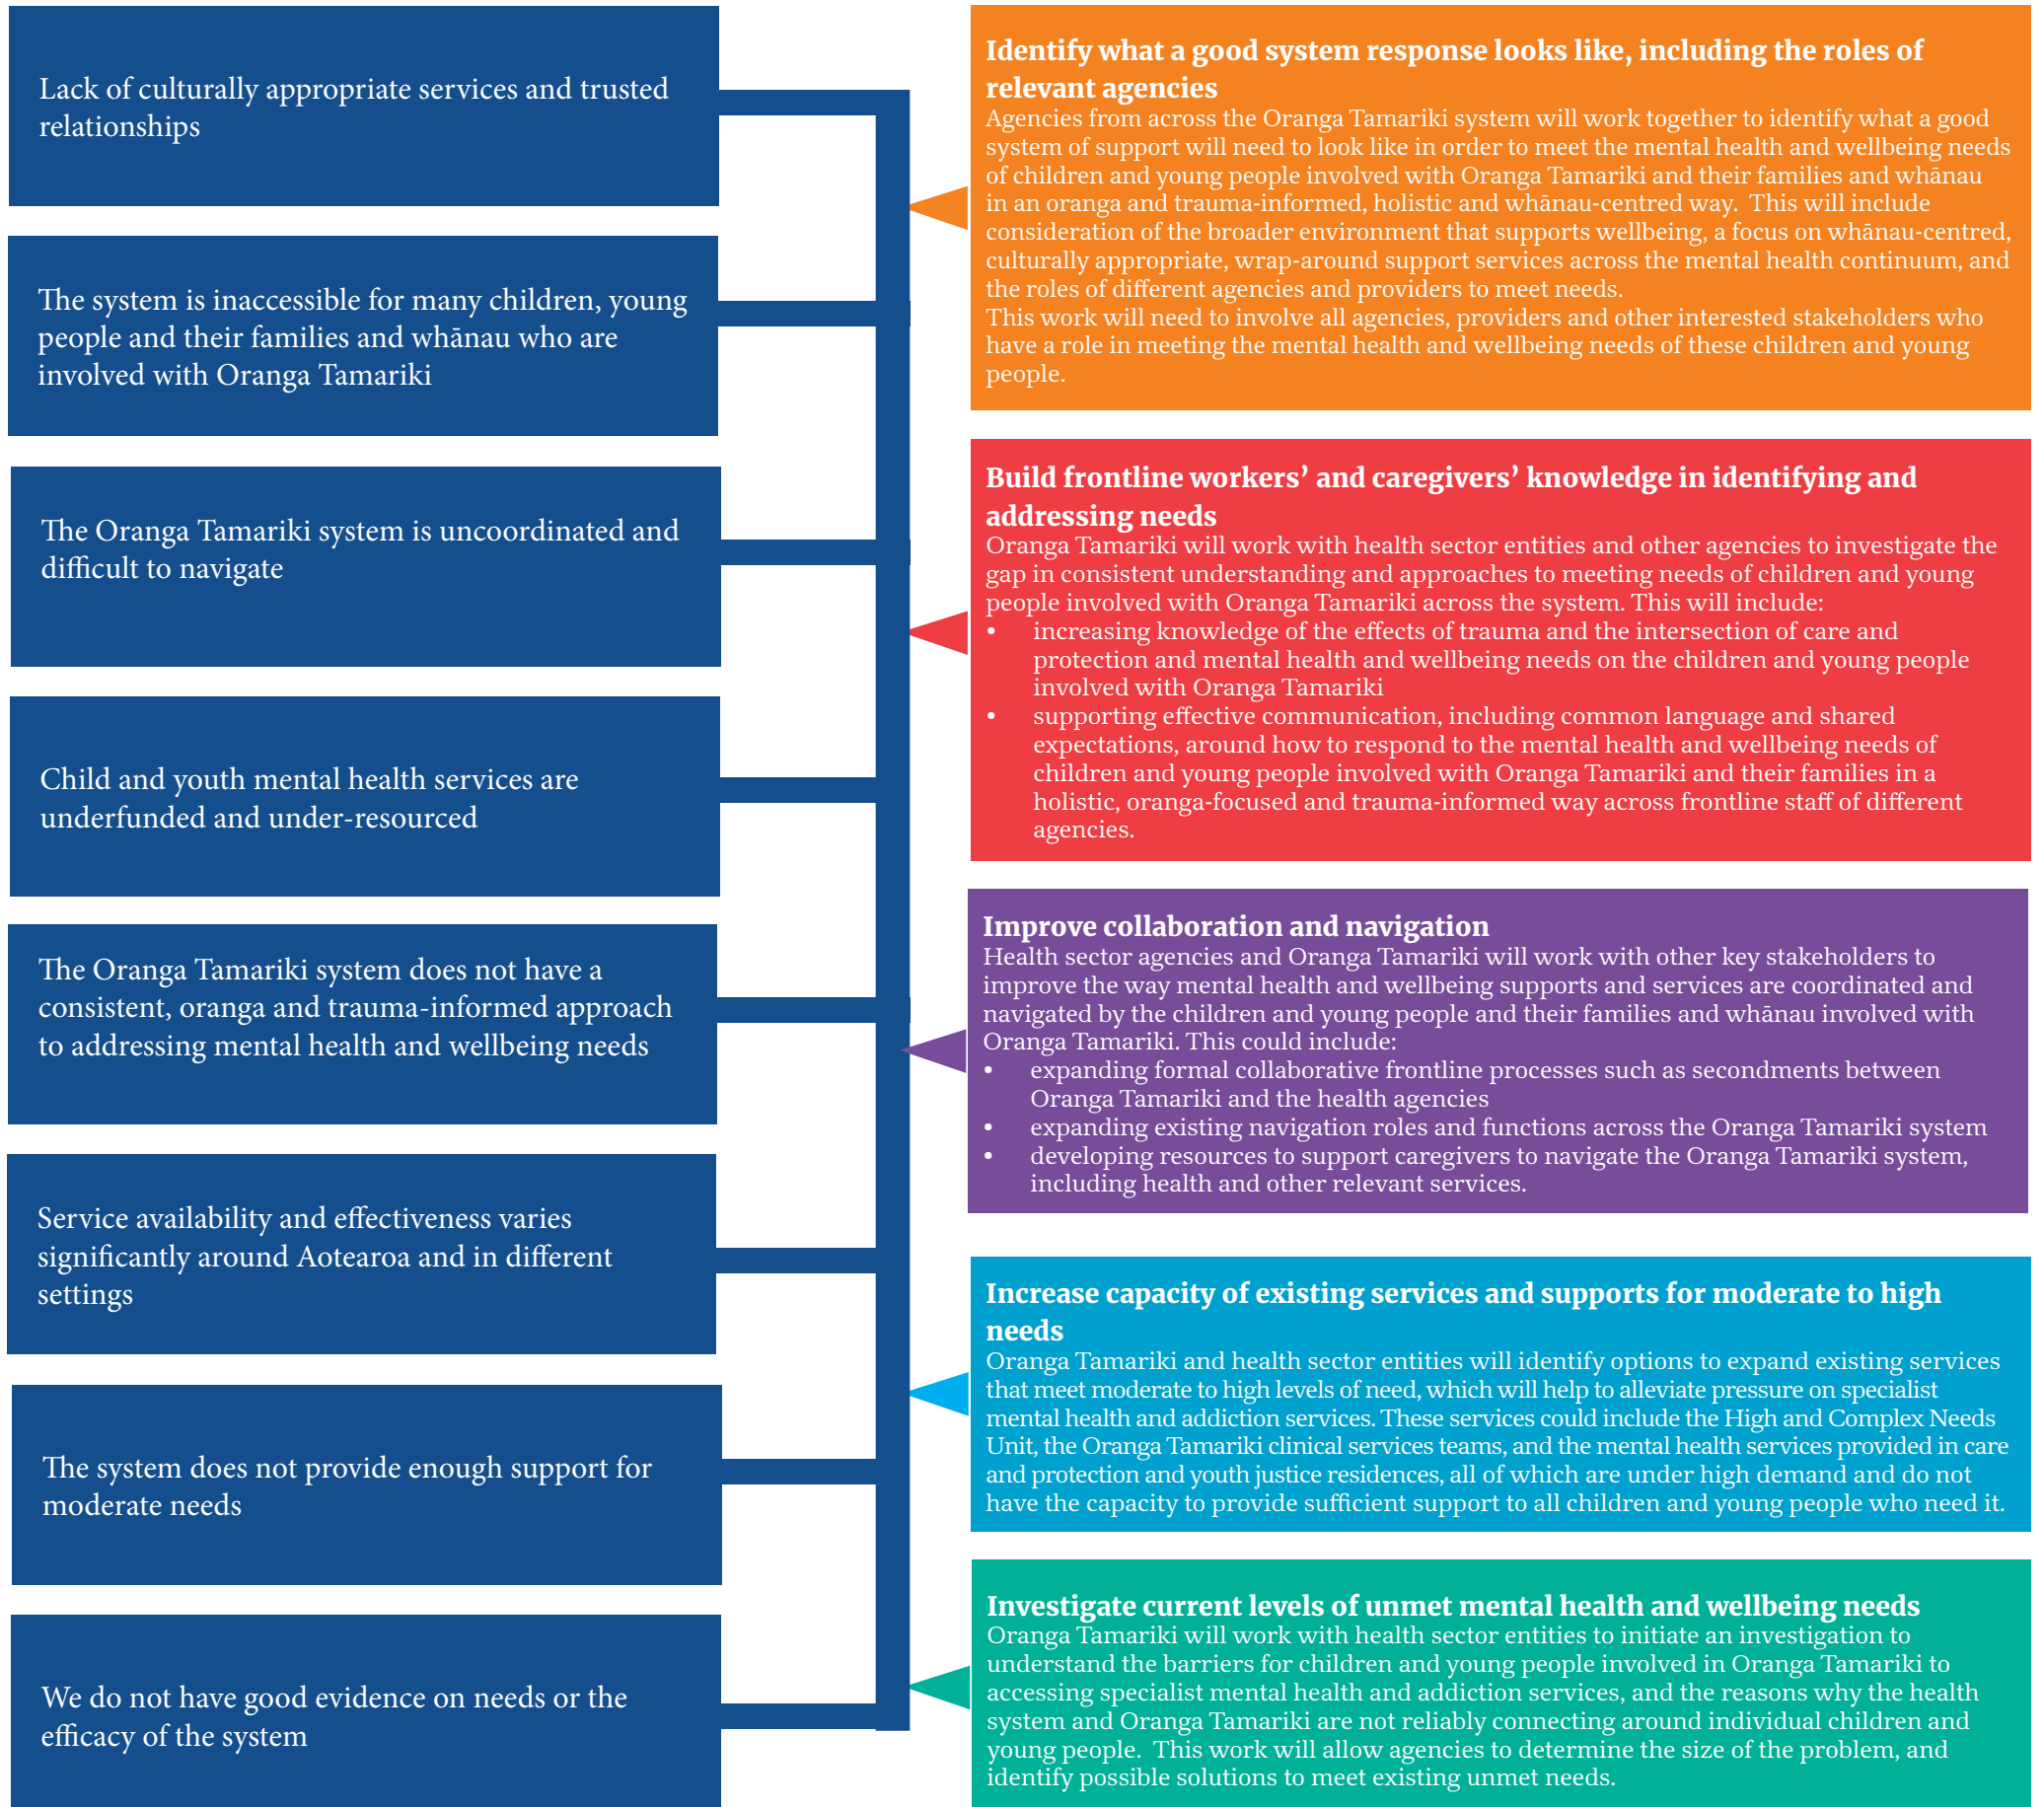 Lack of culturally appropriate services and trusted
relationships
The system is inaccessible for many children, young
people and their families and whānau who are
involved with Oranga Tamariki
The Oranga Tamariki system is uncoordinated and
difficult to navigate
Child and youth mental health services are
underfunded and under-resourced
The Oranga Tamariki system does not have a
consistent, oranga and trauma-informed approach
to addressing mental health and wellbeing needs
Service availability and effectiveness varies
significantly around Aotearoa and in different
settings
The system does not provide enough support for
moderate needs
We do not have good evidence on needs or the
efficacy of the system
Identify what a good system response looks like, including the roles of
relevant agencies
Agencies from across the Oranga Tamariki system will work together to identify what a good
system of support will need to look like in order to meet the mental health and wellbeing needs
of children and young people involved with Oranga Tamariki and their families and whānau
in an oranga and trauma-informed, holistic and whānau-centred way.  This will include
consideration of the broader environment that supports wellbeing, a focus on whānau-centred,
culturally appropriate, wrap-around support services across the mental health continuum, and
the roles of different agencies and providers to meet needs.
This work will need to involve all agencies, providers and other interested stakeholders who
have a role in meeting the mental health and wellbeing needs of these children and young
people.
Build frontline workers’ and caregivers’ knowledge in identifying and
addressing needs
Oranga Tamariki will work with health sector entities and other agencies to investigate the
gap in consistent understanding and approaches to meeting needs of children and young
people involved with Oranga Tamariki across the system. This will include:
• increasing knowledge of the effects of trauma and the intersection of care and
protection and mental health and wellbeing needs on the children and young people
involved with Oranga Tamariki
• supporting effective communication, including common language and shared
expectations, around how to respond to the mental health and wellbeing needs of
children and young people involved with Oranga Tamariki and their families in a
holistic, oranga-focused and trauma-informed way across frontline staff of different
agencies.
Improve collaboration and navigation
Health sector agencies and Oranga Tamariki will work with other key stakeholders to
improve the way mental health and wellbeing supports and services are coordinated and
navigated by the children and young people and their families and whānau involved with
Oranga Tamariki. This could include:
• expanding formal collaborative frontline processes such as secondments between
Oranga Tamariki and the health agencies
• expanding existing navigation roles and functions across the Oranga Tamariki system
• developing resources to support caregivers to navigate the Oranga Tamariki system,
including health and other relevant services.
Increase capacity of existing services and supports for moderate to high
needs
Oranga Tamariki and health sector entities will identify options to expand existing services
that meet moderate to high levels of need, which will help to alleviate pressure on specialist
mental health and addiction services. These services could include the High and Complex Needs
Unit, the Oranga Tamariki clinical services teams, and the mental health services provided in care
and protection and youth justice residences, all of which are under high demand and do not
have the capacity to provide sufficient support to all children and young people who need it.
Investigate current levels of unmet mental health and wellbeing needs
Oranga Tamariki will work with health sector entities to initiate an investigation to
understand the barriers for children and young people involved in Oranga Tamariki to
accessing specialist mental health and addiction services, and the reasons why the health
system and Oranga Tamariki are not reliably connecting around individual children and
young people.  This work will allow agencies to determine the size of the problem, and
identify possible solutions to meet existing unmet needs.